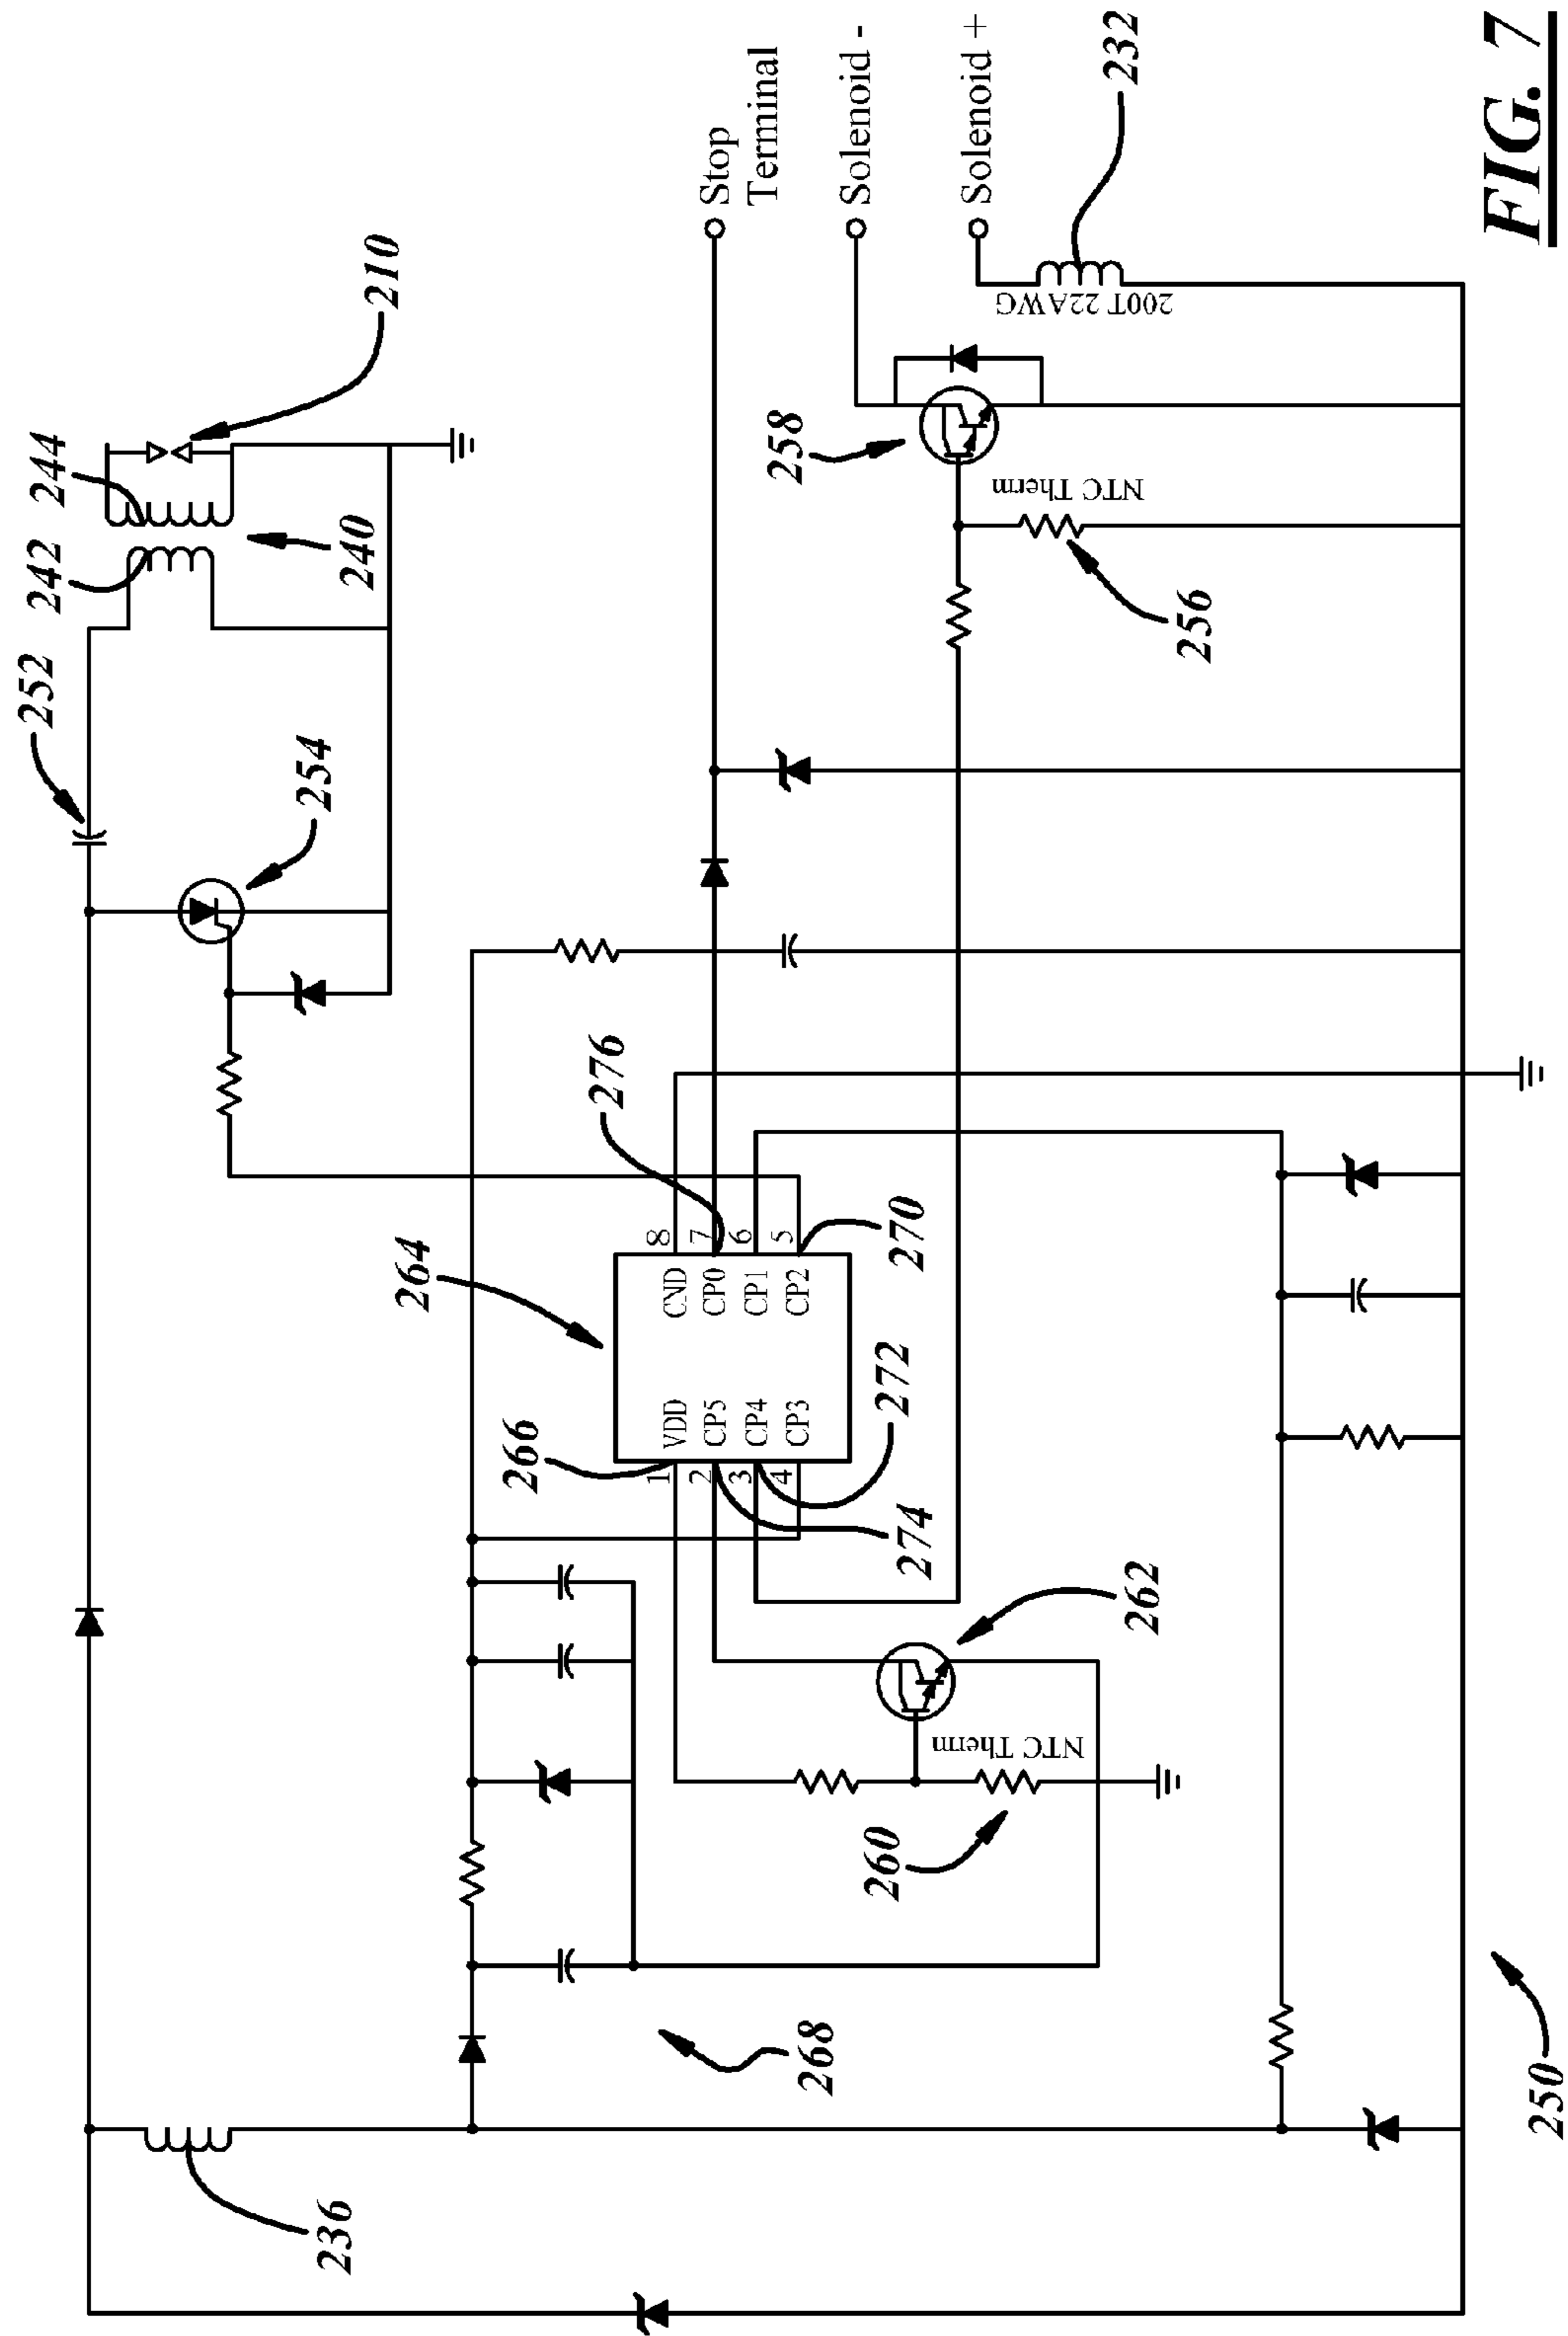 252
242
244
236
254
240
210
264
266
276
1 VDD CND 8
2 CP5 CP0 7
3 CP4 CP1 6
4 CP3 CP2 5
Stop
Terminal
258
268
260
274
272
270
Solenoid -
NTC Therm
Solenoid +
NTC Therm
200T 22AWG
262
256
232
250
FIG. 7